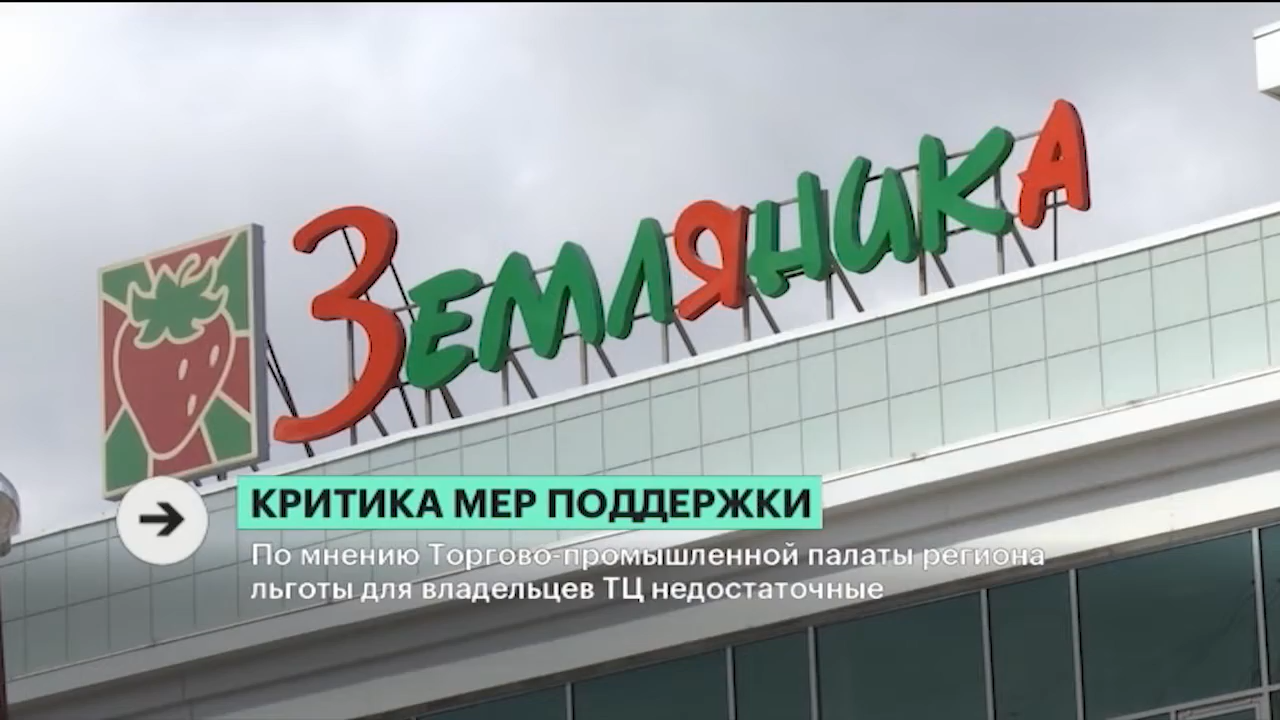 ЗЕМЛЯНИКА
КРИТИКА МЕР ПОДДЕРЖКИ
По мнению Торгово-промышленной палаты региона
льготы для владельцев ТЦ недостаточные